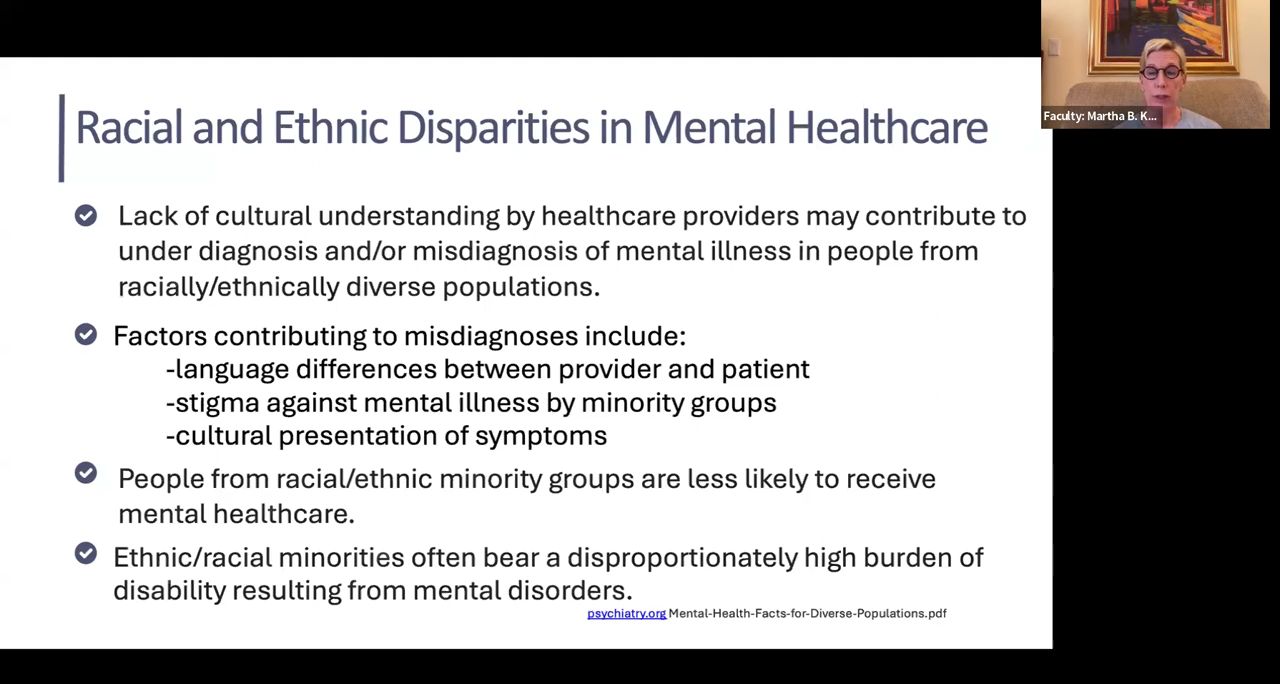 Racial and Ethnic Disparities in Mental Healthcare
Lack of cultural understanding by healthcare providers may contribute to
under diagnosis and/or misdiagnosis of mental illness in people from
racially/ethnically diverse populations.
Factors contributing to misdiagnoses include:
-language differences between provider and patient
-stigma against mental illness by minority groups
-cultural presentation of symptoms
People from racial/ethnic minority groups are less likely to receive
mental healthcare.
Ethnic/racial minorities often bear a disproportionately high burden of
disability resulting from mental disorders.
psychiatry.org Mental-Health-Facts-for-Diverse-Populations.pdf
Faculty: Martha B. K...